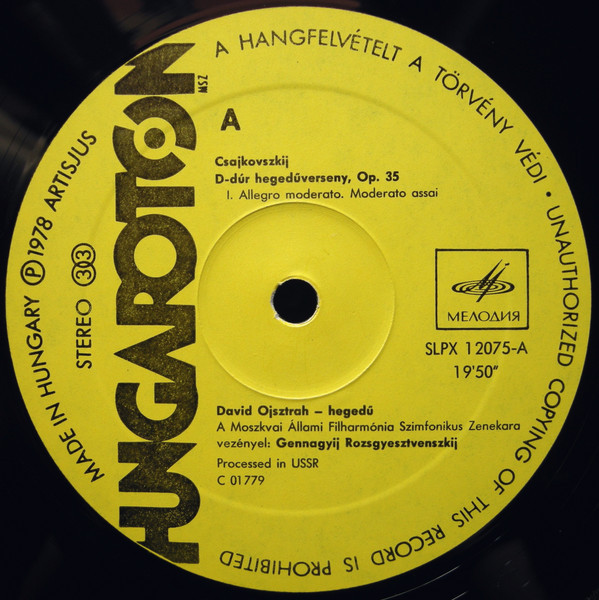 MADE IN HUNGARY Ⓟ 1978 ARTISJUS
A HANGFELVÉTELT A TÖRVÉNY VÉDI • UNAUTHORIZED COPYING OF THIS RECORD IS PROHIBITED
STEREO 33
HUNGAROTON
MSZ
A
Csajkovszkij
D-dúr hegedűverseny, Op. 35
I. Allegro moderato. Moderato assai
МЕЛОДИЯ
SLPX 12075-A
19'50"
David Ojsztrah – hegedű
A Moszkvai Állami Filharmónia Szimfonikus Zenekara
vezényel: Gennagyij Rozsgyesztvenszkij
Processed in USSR
C 01779